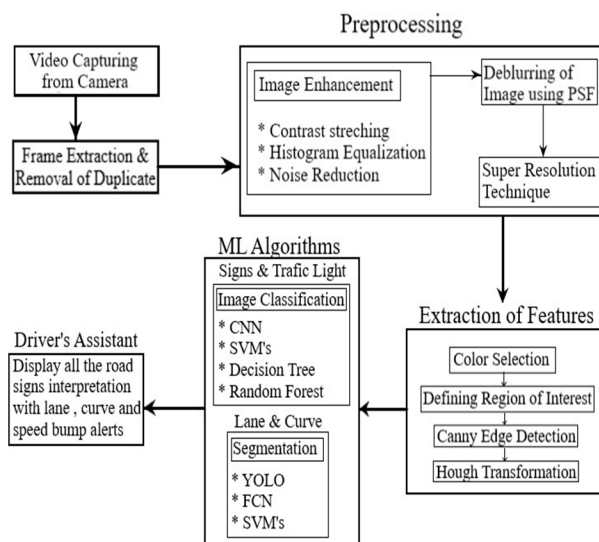 Preprocessing
Video Capturing
from Camera
Frame Extraction &
Removal of Duplicate
Image Enhancement
* Contrast streching
* Histogram Equalization
* Noise Reduction
Deblurring of
Image using PSF
Super Resolution
Technique
Extraction of Features
Color Selection
Defining Region of Interest
Canny Edge Detection
Hough Transformation
ML Algorithms
Signs & Trafic Light
Image Classification
* CNN
* SVM's
* Decision Tree
* Random Forest
Lane & Curve
Segmentation
* YOLO
* FCN
* SVM's
Driver's Assistant
Display all the road
signs interpretation
with lane , curve and
speed bump alerts